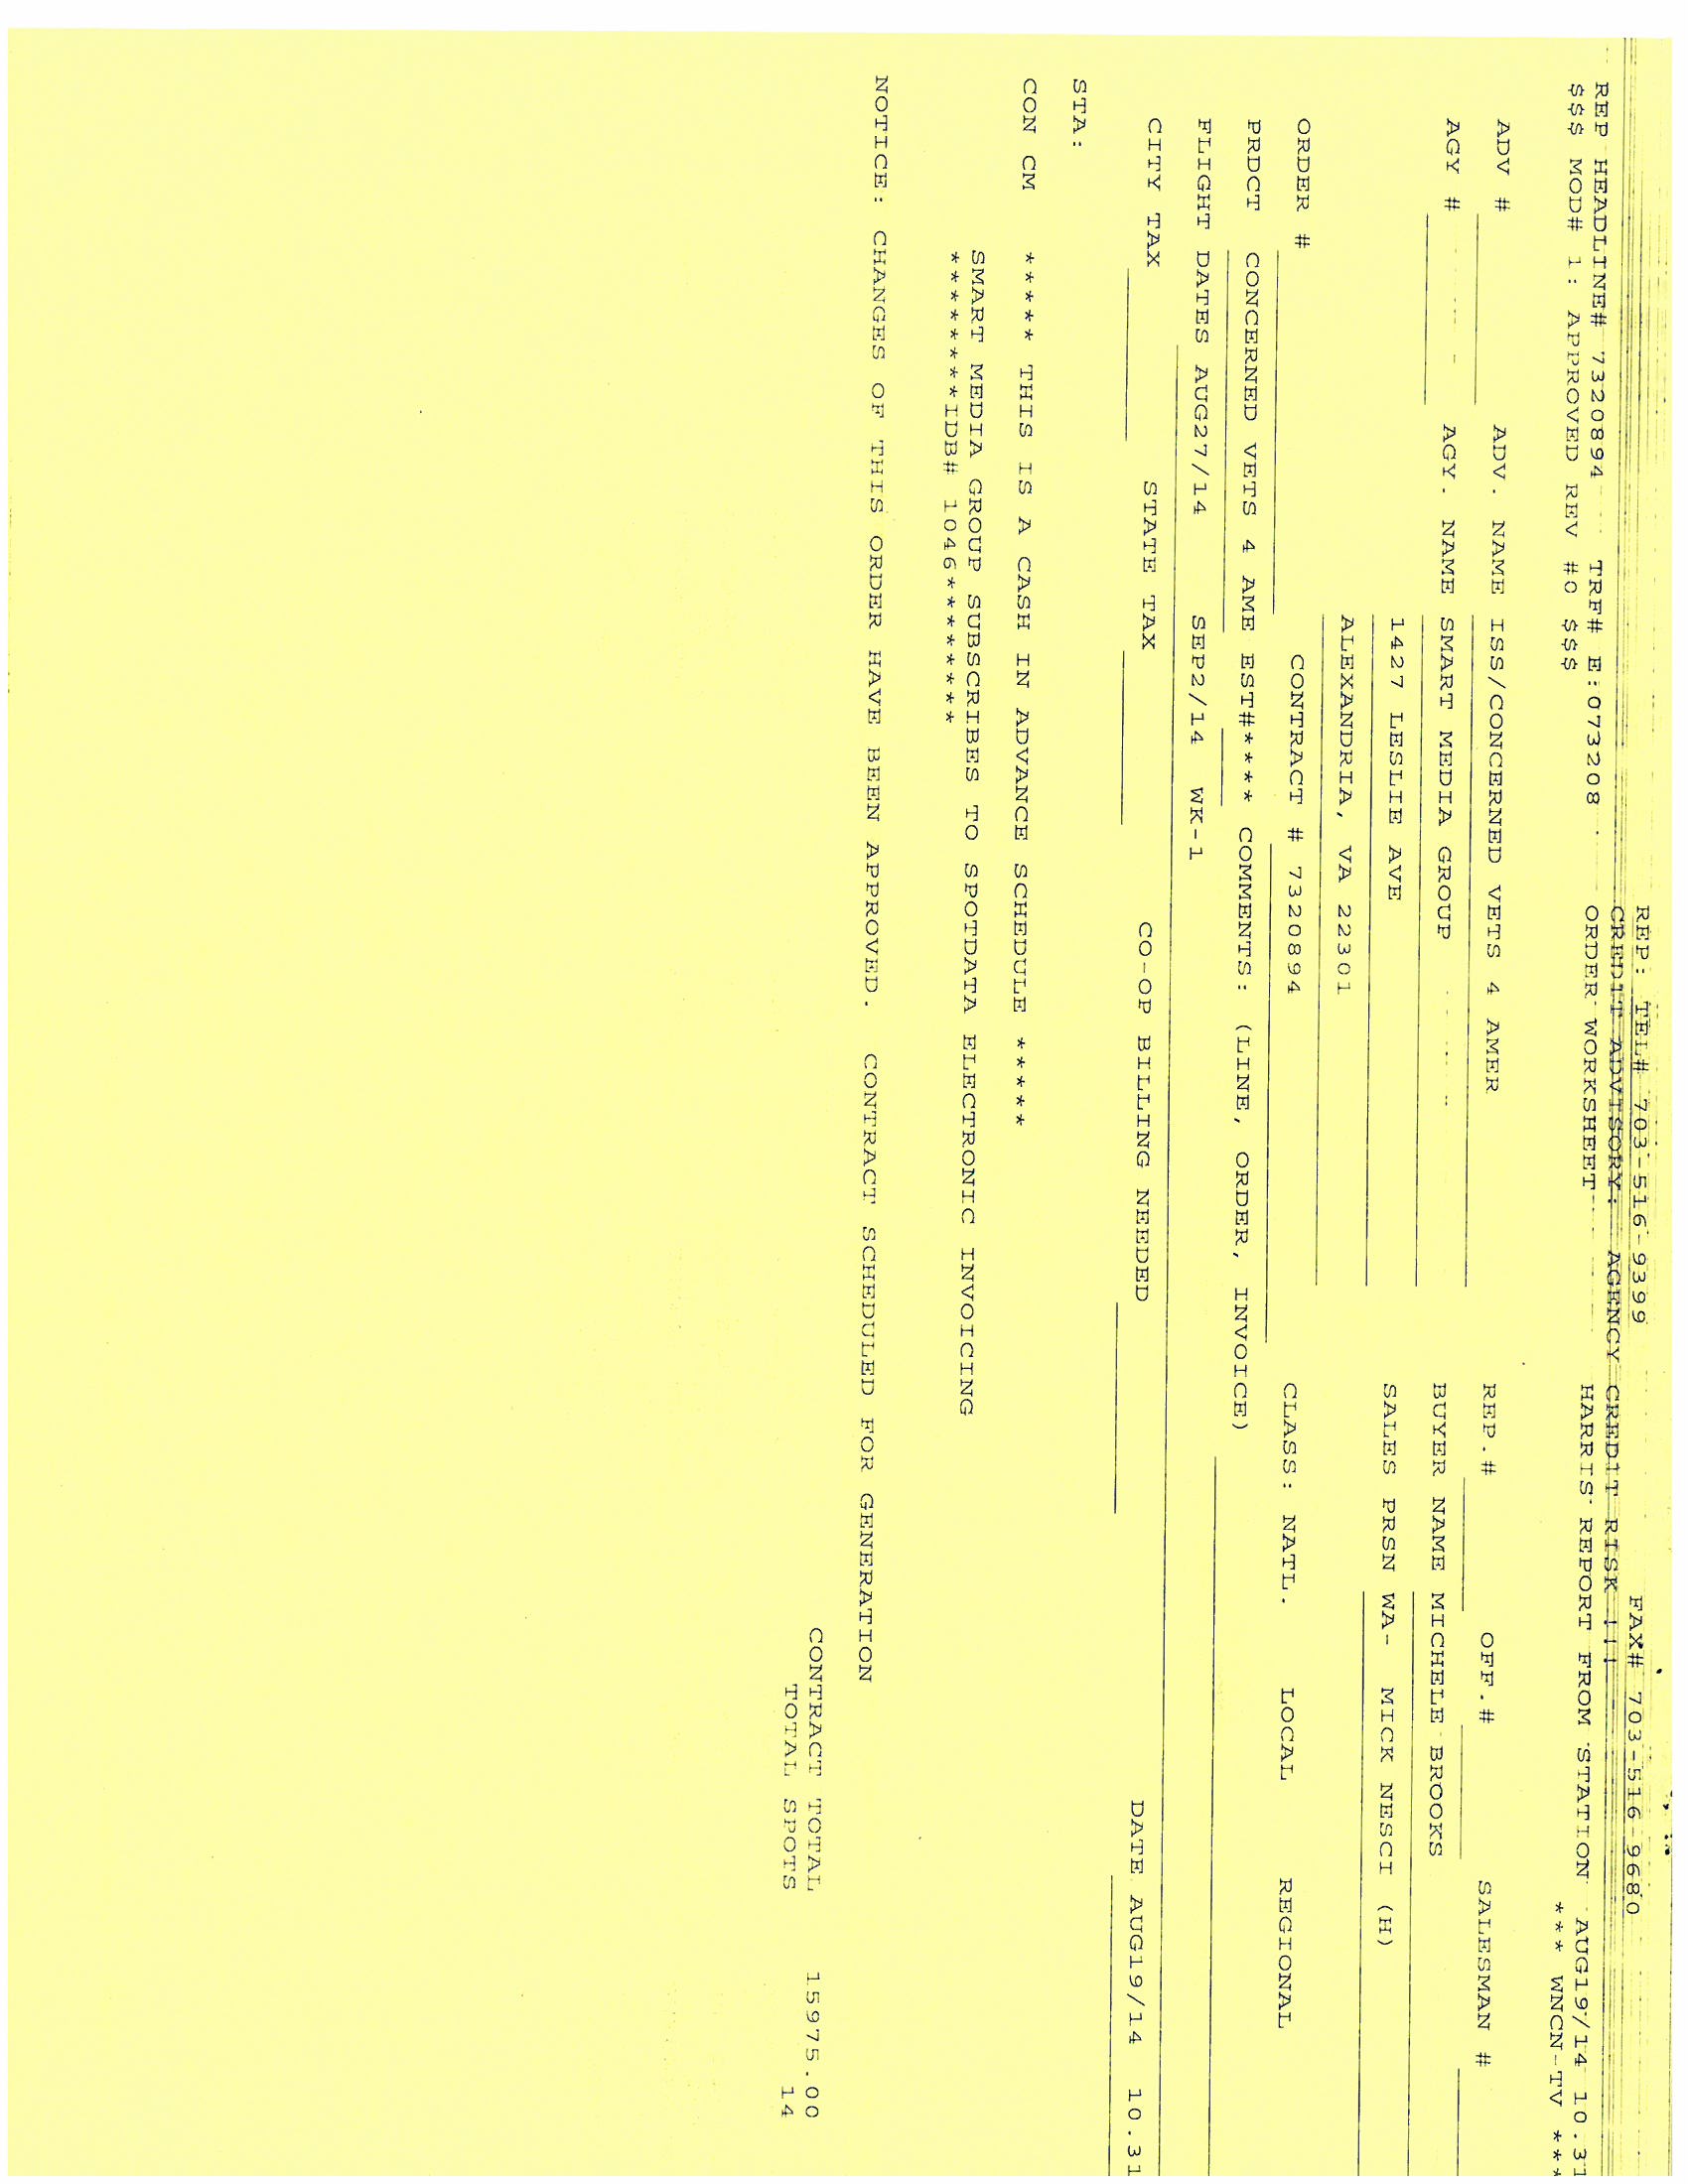 REP: TEL# 703-516-9399 FAX# 703-516-9680
CREDIT ADVISORY: AGENCY CREDIT RISK !!!
REP HEADLINE# 7320894 TRF# E:073208 ORDER WORKSHEET HARRIS REPORT FROM STATION AUG19/14 10.31
$$$ MOD# 1: APPROVED REV #0 $$$ *** WNCN-TV ***
ADV # ADV. NAME ISS/CONCERNED VETS 4 AMER REP.# OFF.# SALESMAN #
AGY # AGY. NAME SMART MEDIA GROUP BUYER NAME MICHELE BROOKS
1427 LESLIE AVE SALES PRSN WA- MICK NESCI (H)
ALEXANDRIA, VA 22301
ORDER # CONTRACT # 7320894 CLASS: NATL. LOCAL REGIONAL
PRDCT CONCERNED VETS 4 AME EST#**** COMMENTS: (LINE, ORDER, INVOICE)
FLIGHT DATES AUG27/14 SEP2/14 WK-1
CITY TAX STATE TAX CO-OP BILLING NEEDED DATE AUG19/14 10.31
STA:
CON CM ***** THIS IS A CASH IN ADVANCE SCHEDULE *****
SMART MEDIA GROUP SUBSCRIBES TO SPOTDATA ELECTRONIC INVOICING
********IDB# 1046********
NOTICE: CHANGES OF THIS ORDER HAVE BEEN APPROVED. CONTRACT SCHEDULED FOR GENERATION
CONTRACT TOTAL 15975.00
TOTAL SPOTS 14